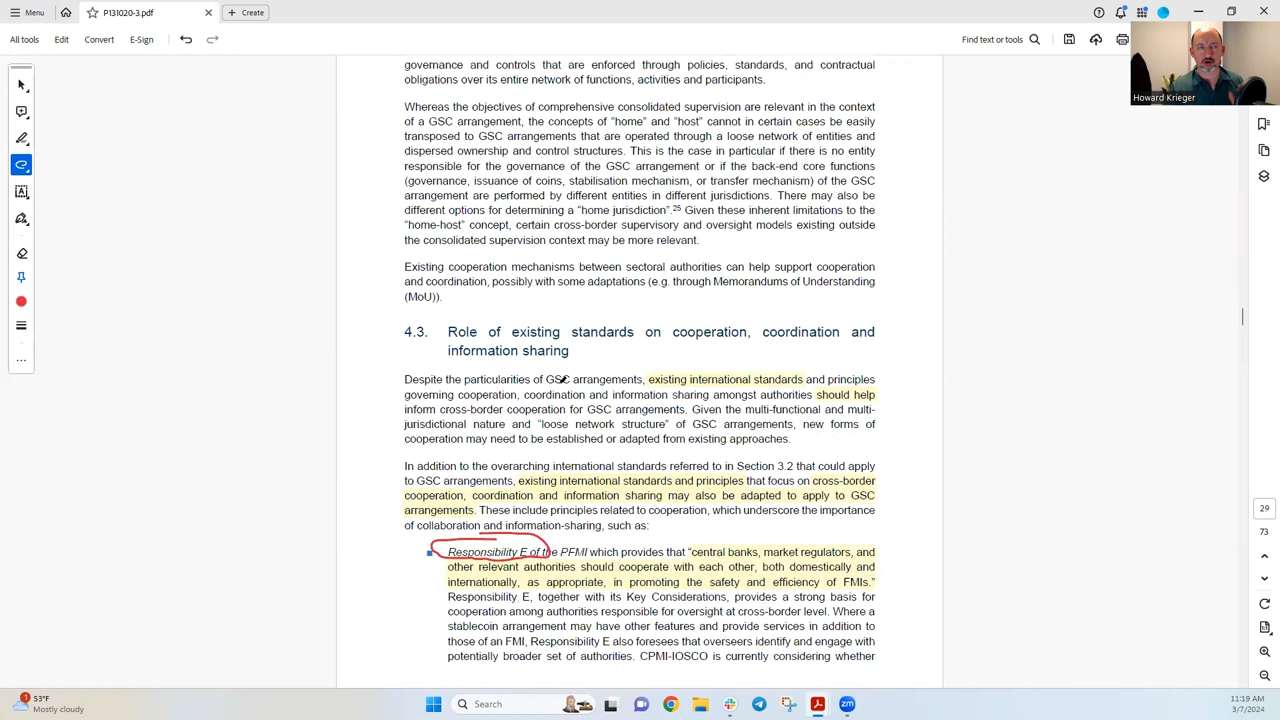 Menu
P131020-3.pdf
Create
All tools
Edit
Convert
E-Sign
Find text or tools
Howard Krieger
governance and controls that are enforced through policies, standards, and contractual
obligations over its entire network of functions, activities and participants.
Whereas the objectives of comprehensive consolidated supervision are relevant in the context
of a GSC arrangement, the concepts of “home” and “host” cannot in certain cases be easily
transposed to GSC arrangements that are operated through a loose network of entities and
dispersed ownership and control structures. This is the case in particular if there is no entity
responsible for the governance of the GSC arrangement or if the back-end core functions
(governance, issuance of coins, stabilisation mechanism, or transfer mechanism) of the GSC
arrangement are performed by different entities in different jurisdictions. There may also be
different options for determining a “home jurisdiction”.25 Given these inherent limitations to the
“home-host” concept, certain cross-border supervisory and oversight models existing outside
the consolidated supervision context may be more relevant.
Existing cooperation mechanisms between sectoral authorities can help support cooperation
and coordination, possibly with some adaptations (e.g. through Memorandums of Understanding
(MoU)).
4.3. Role of existing standards on cooperation, coordination and
information sharing
Despite the particularities of GSC arrangements, existing international standards and principles
governing cooperation, coordination and information sharing amongst authorities should help
inform cross-border cooperation for GSC arrangements. Given the multi-functional and multi-
jurisdictional nature and “loose network structure” of GSC arrangements, new forms of
cooperation may need to be established or adapted from existing approaches.
In addition to the overarching international standards referred to in Section 3.2 that could apply
to GSC arrangements, existing international standards and principles that focus on cross-border
cooperation, coordination and information sharing may also be adapted to apply to GSC
arrangements. These include principles related to cooperation, which underscore the importance
of collaboration and information-sharing, such as:
Responsibility E of the PFMI which provides that “central banks, market regulators, and
other relevant authorities should cooperate with each other, both domestically and
internationally, as appropriate, in promoting the safety and efficiency of FMIs.”
Responsibility E, together with its Key Considerations, provides a strong basis for
cooperation among authorities responsible for oversight at cross-border level. Where a
stablecoin arrangement may have other features and provide services in addition to
those of an FMI, Responsibility E also foresees that overseers identify and engage with
potentially broader set of authorities. CPMI-IOSCO is currently considering whether
29
73
1
53°F
Mostly cloudy
Search
zm
11:19 AM
3/7/2024